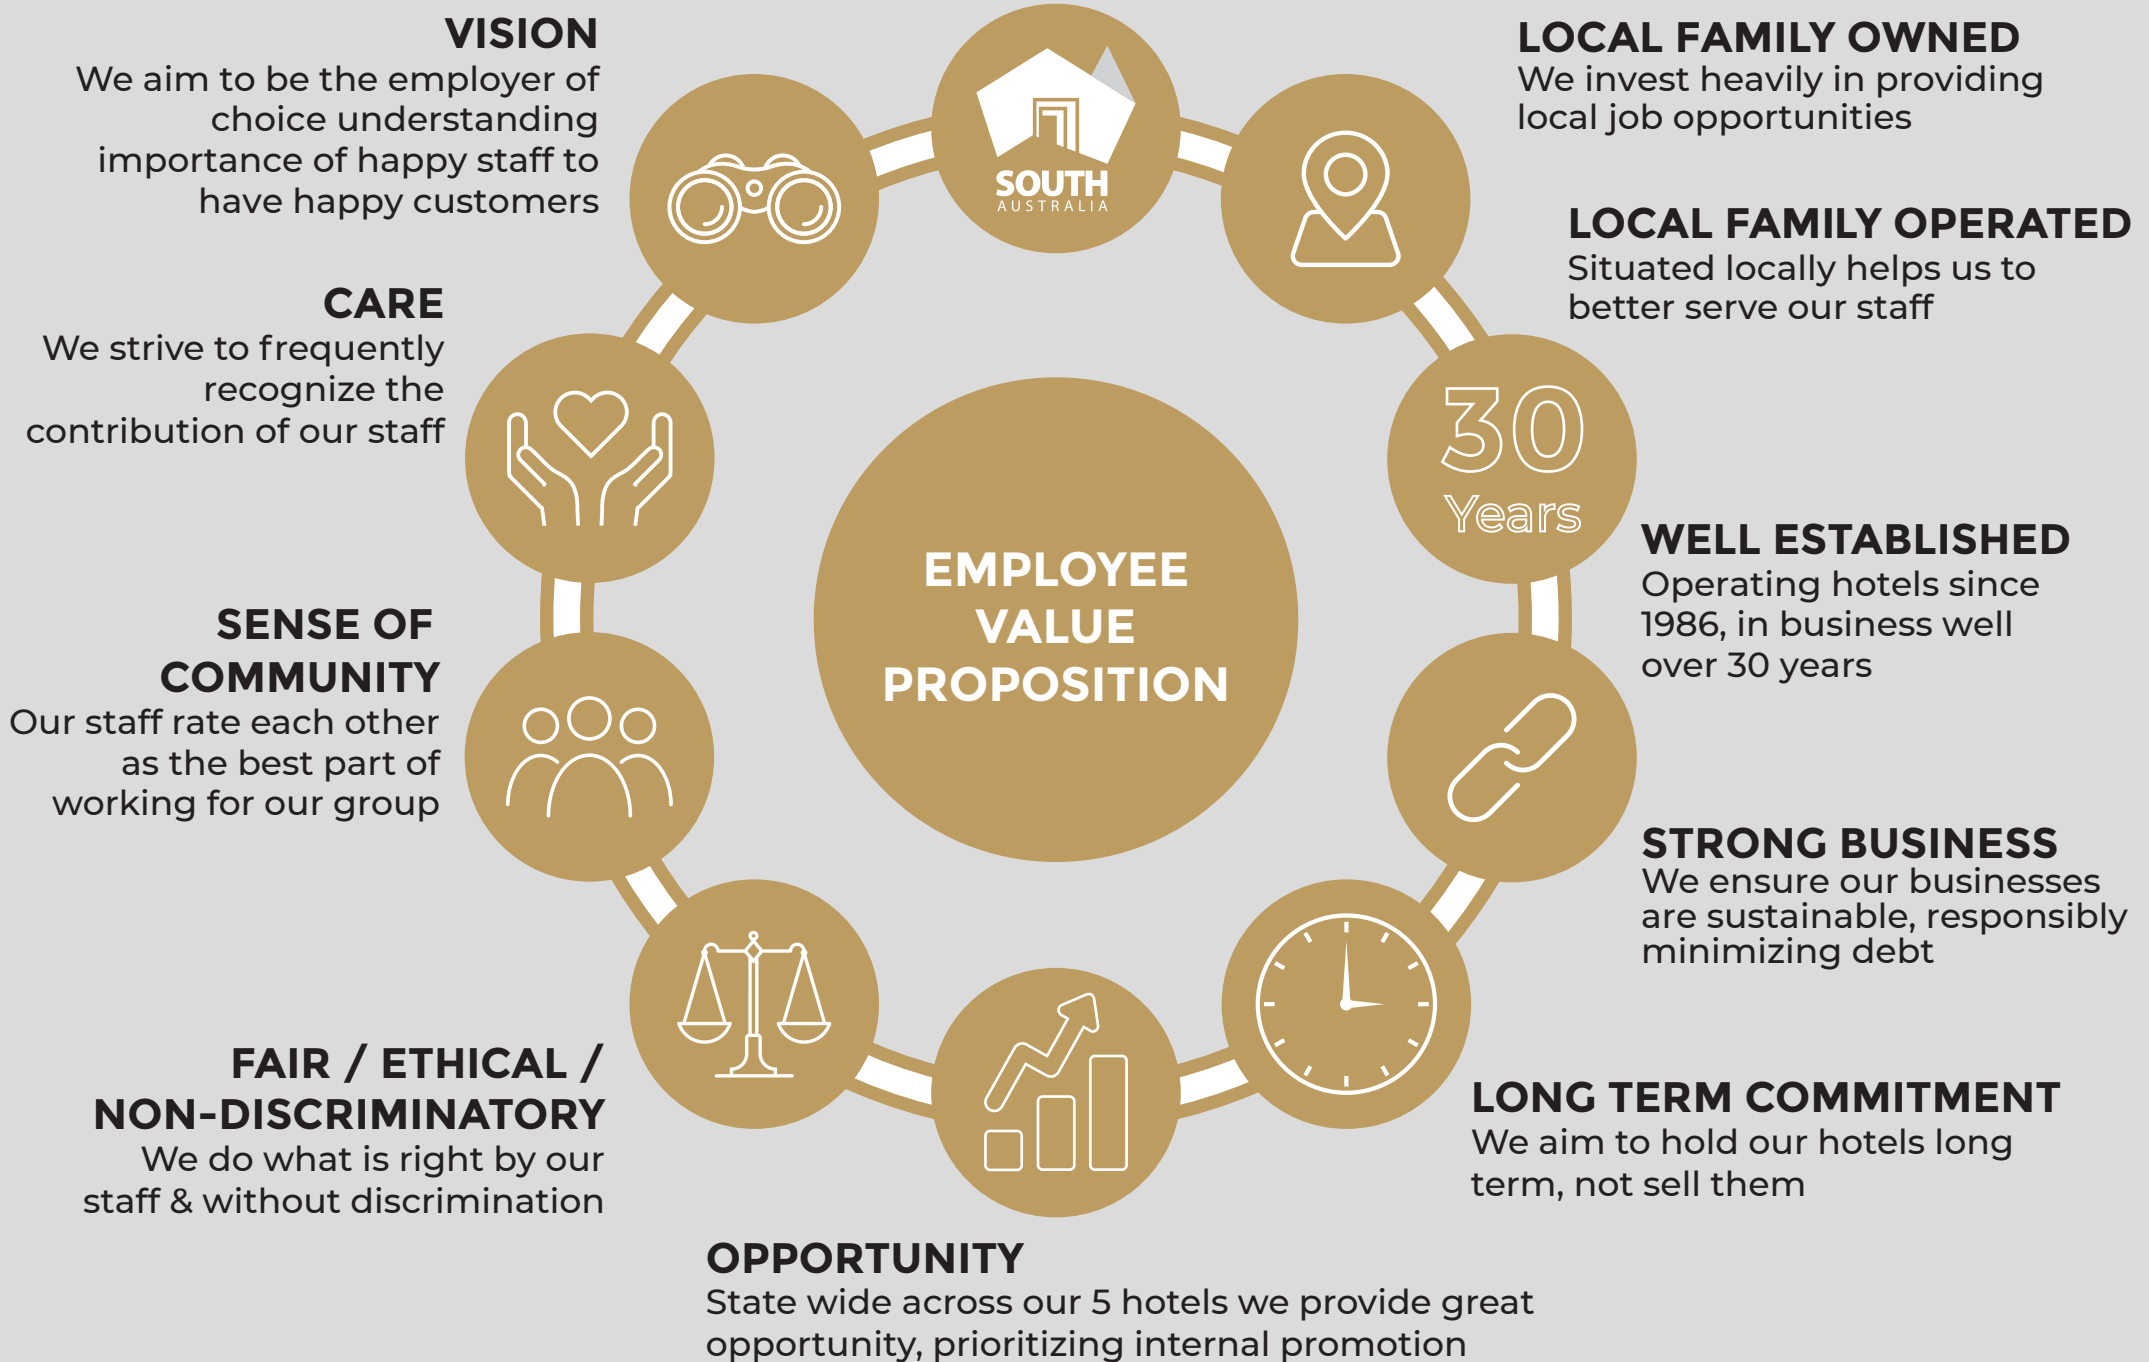 VISION
We aim to be the employer of
choice understanding
importance of happy staff to
have happy customers
SOUTH
AUSTRALIA
LOCAL FAMILY OWNED
We invest heavily in providing
local job opportunities
LOCAL FAMILY OPERATED
Situated locally helps us to
better serve our staff
CARE
We strive to frequently
recognize the
contribution of our staff
30
Years
EMPLOYEE
VALUE
PROPOSITION
WELL ESTABLISHED
Operating hotels since
1986, in business well
over 30 years
SENSE OF
COMMUNITY
Our staff rate each other
as the best part of
working for our group
STRONG BUSINESS
We ensure our businesses
are sustainable, responsibly
minimizing debt
FAIR / ETHICAL /
NON-DISCRIMINATORY
We do what is right by our
staff & without discrimination
LONG TERM COMMITMENT
We aim to hold our hotels long
term, not sell them
OPPORTUNITY
State wide across our 5 hotels we provide great
opportunity, prioritizing internal promotion